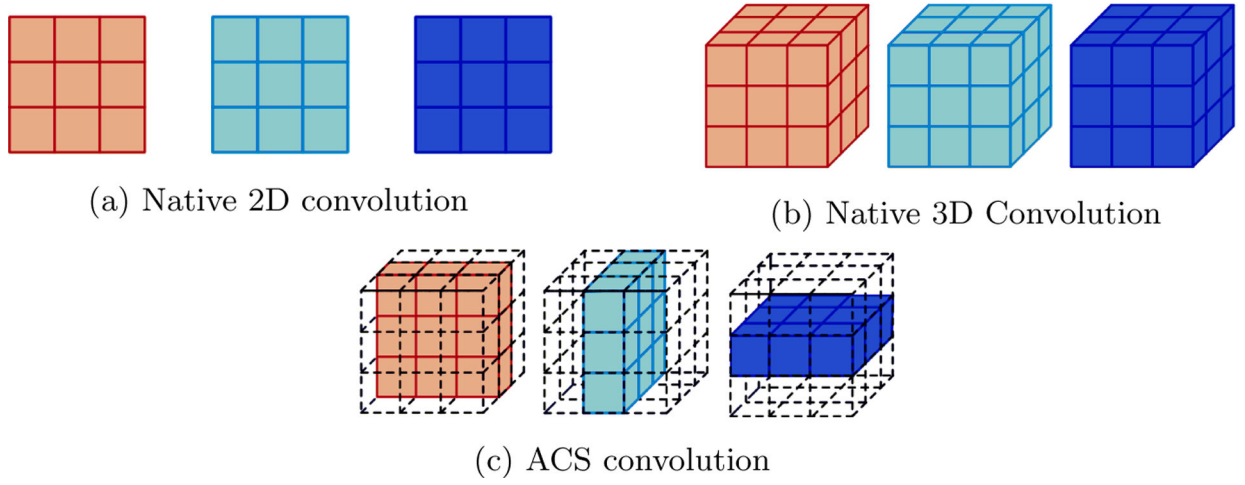 (a) Native 2D convolution
(b) Native 3D Convolution
(c) ACS convolution